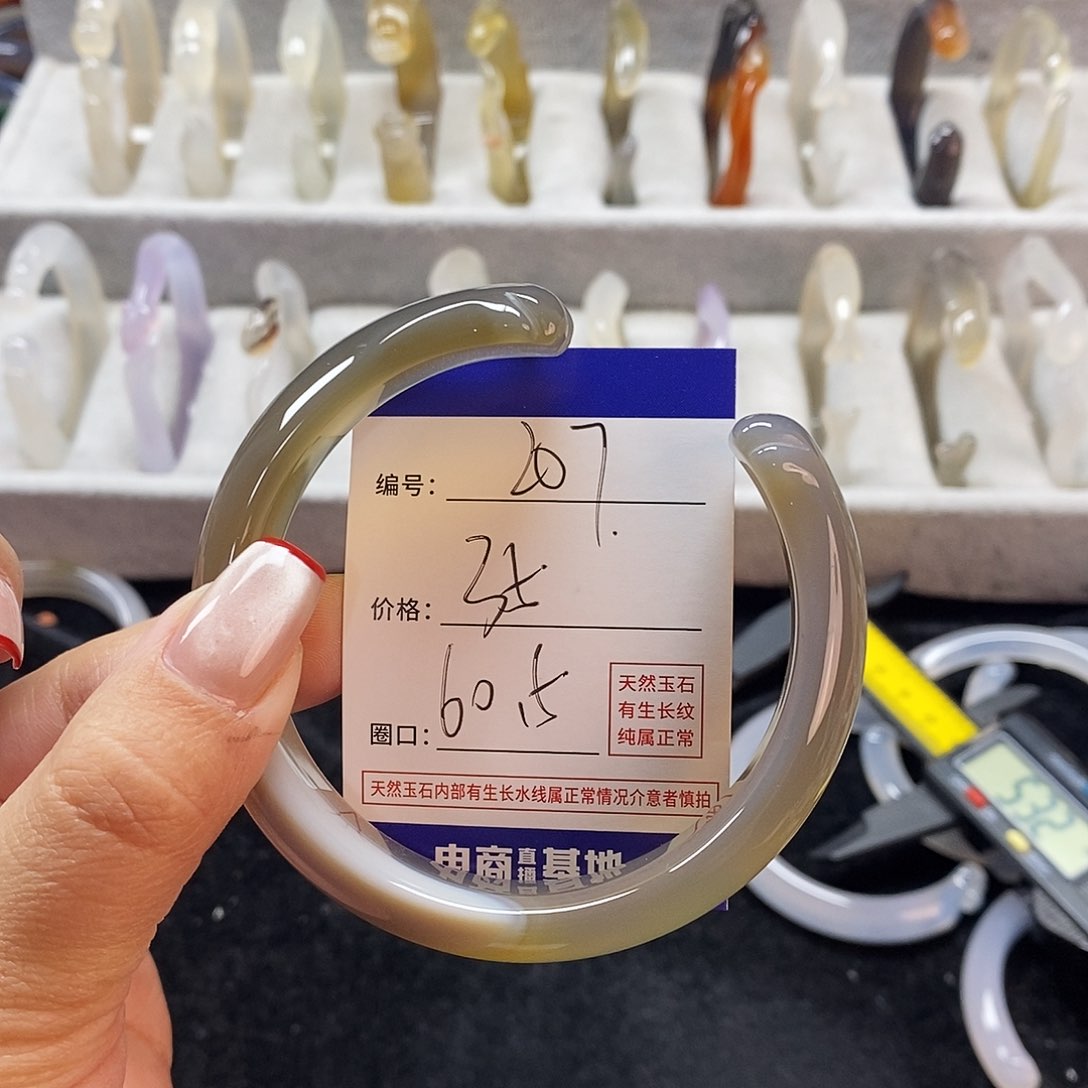 编号: 207.
价格:
圈口: 60
天然玉石
有生长纹
纯属正常
天然玉石内部有生长水线属正常情况介意者慎拍
电商直播基地